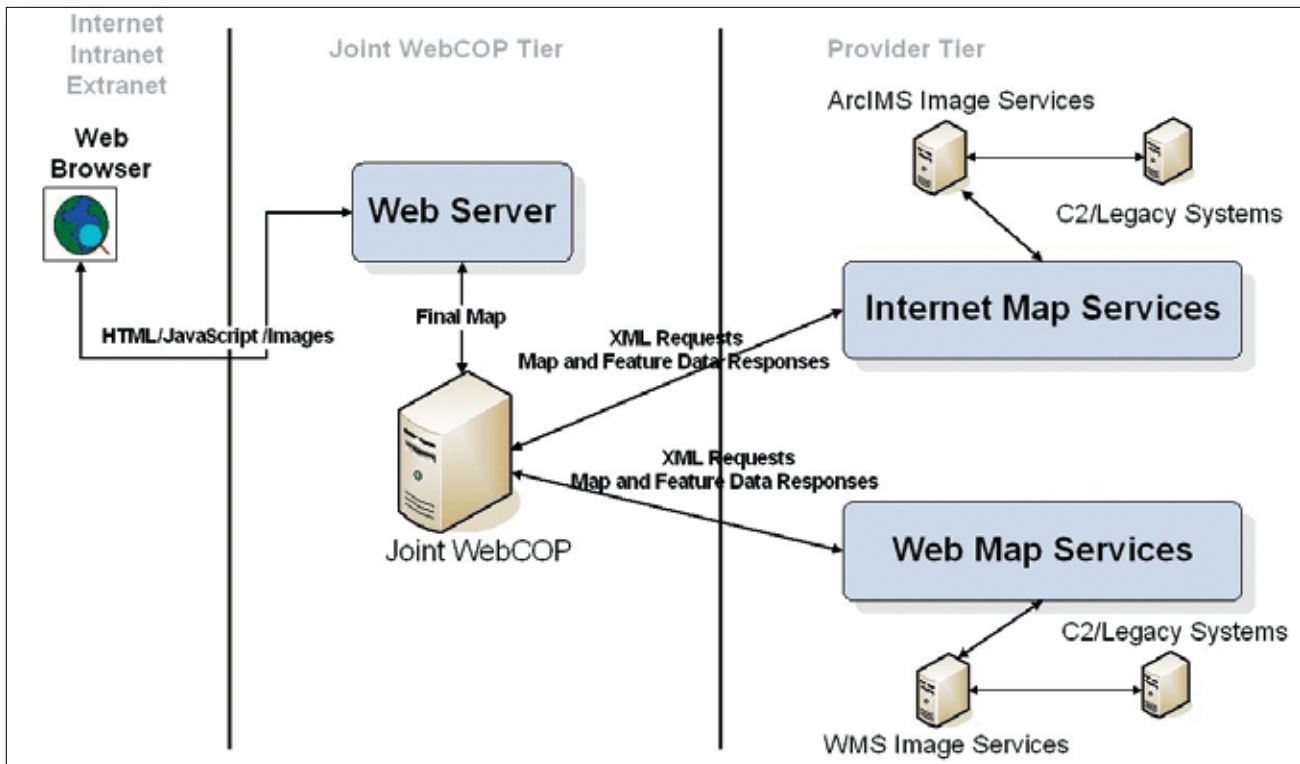 Internet
Intranet
Extranet
Joint WebCOP Tier
Provider Tier
Web
Browser
HTML/JavaScript /Images
Web Server
Final Map
Joint WebCOP
XML Requests
Map and Feature Data Responses
XML Requests
Map and Feature Data Responses
ArcIMS Image Services
C2/Legacy Systems
Internet Map Services
Web Map Services
C2/Legacy Systems
WMS Image Services